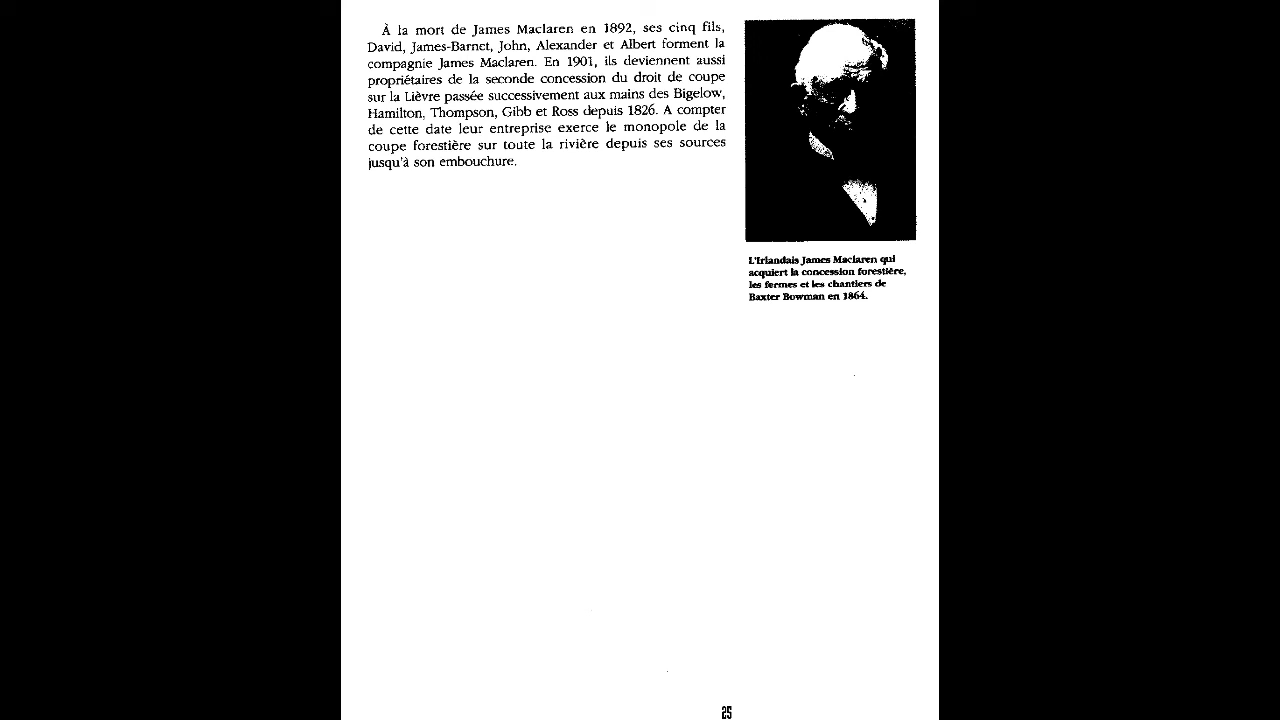 À la mort de James Maclaren en 1892, ses cinq fils,
David, James-Barnet, John, Alexander et Albert forment la
compagnie James Maclaren. En 1901, ils deviennent aussi
propriétaires de la seconde concession du droit de coupe
sur la Lièvre passée successivement aux mains des Bigelow,
Hamilton, Thompson, Gibb et Ross depuis 1826. A compter
de cette date leur entreprise exerce le monopole de la
coupe forestière sur toute la rivière depuis ses sources
jusqu'à son embouchure.
L'Irlandais James Maclaren qui
acquiert la concession forestière,
les fermes et les chantiers de
Baxter Bowman en 1864.
25